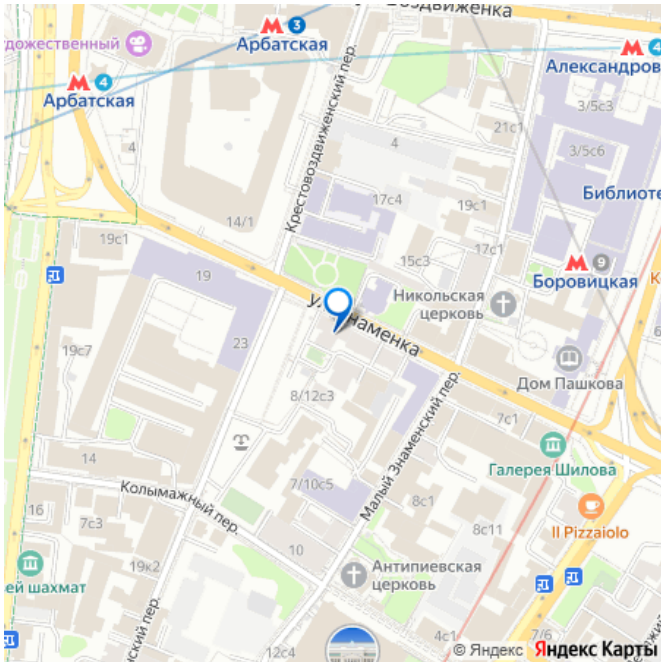 Воздвиженка
3
Арбатская
удожественный
4
Арбатская
4
Александров
3/5с3
21с1
4
4
3/5с6
Крестовоздвиженский пер.
Библиоте
17с4
19с1
14/1
17с1
19с1
15с3
9
Боровицкая
19
Никольская
церковь
ул. Знаменка
23
19с7
Дом Пашкова
8/12с3
7с1
Малый Знаменский пер.
Галерея Шилова
14
7/10с5
Колымажный пер.
8с1
16
7с3
8с11
Il Pizzaiolo
10
19к2
Антипиевская
церковь
ей шахмат
нский пер.
12с4
4с1
7/6
© Яндекс Яндекс Карты